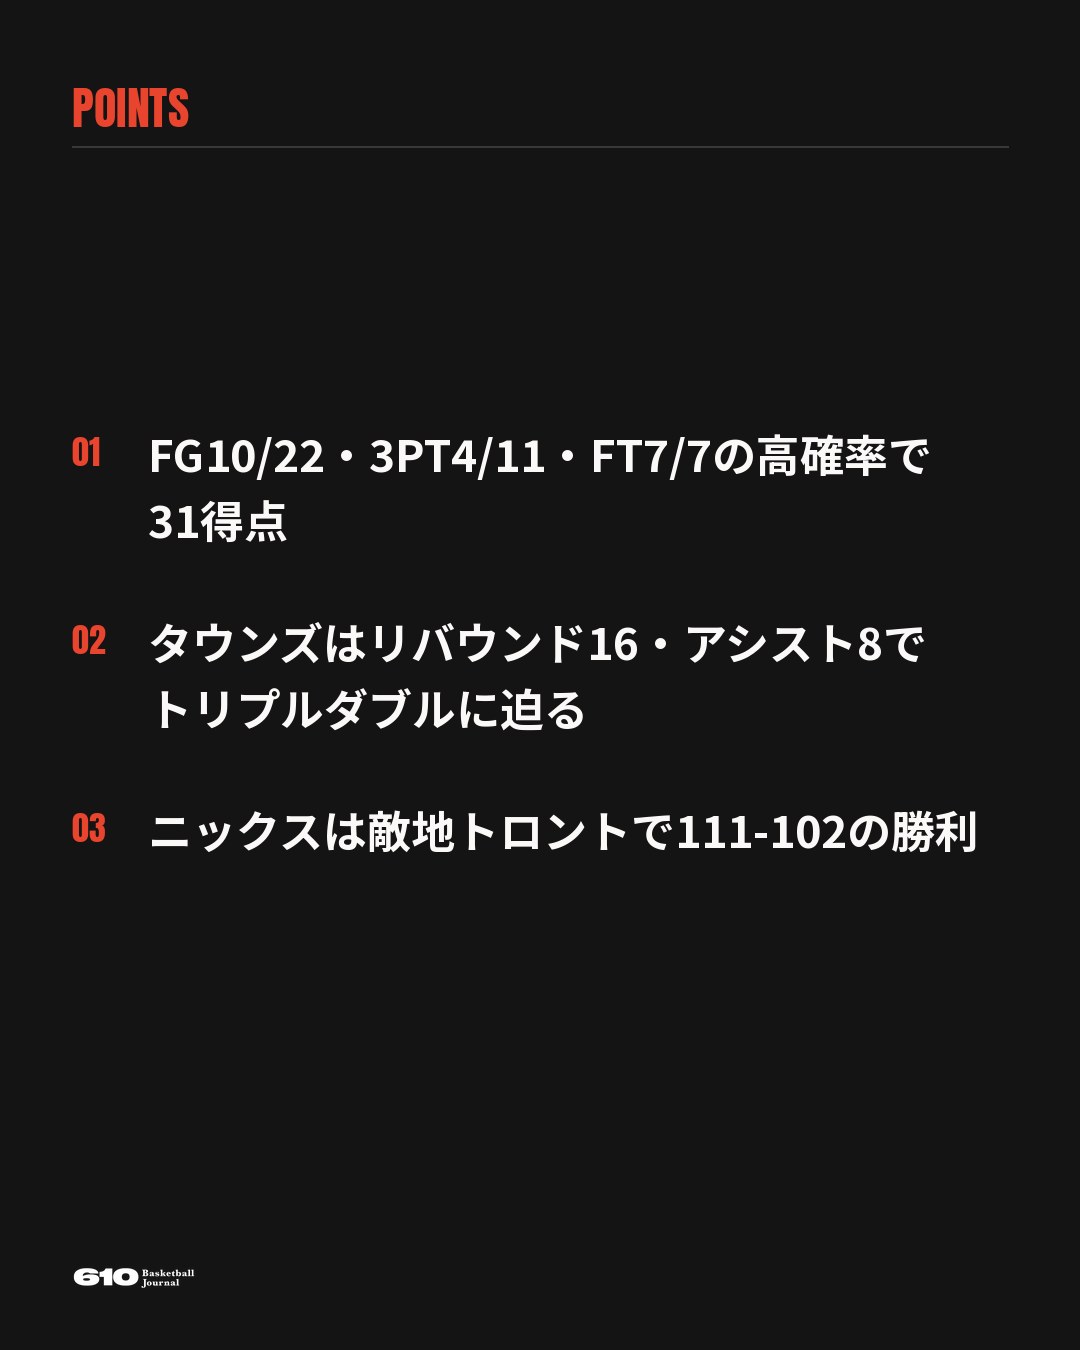 POINTS
01 FG10/22・3PT4/11・FT7/7の高確率で
31得点
02 タウンズはリバウンド16・アシスト8で
トリプルダブルに迫る
03 ニックスは敵地トロントで111-102の勝利
610 Basketball
Journal